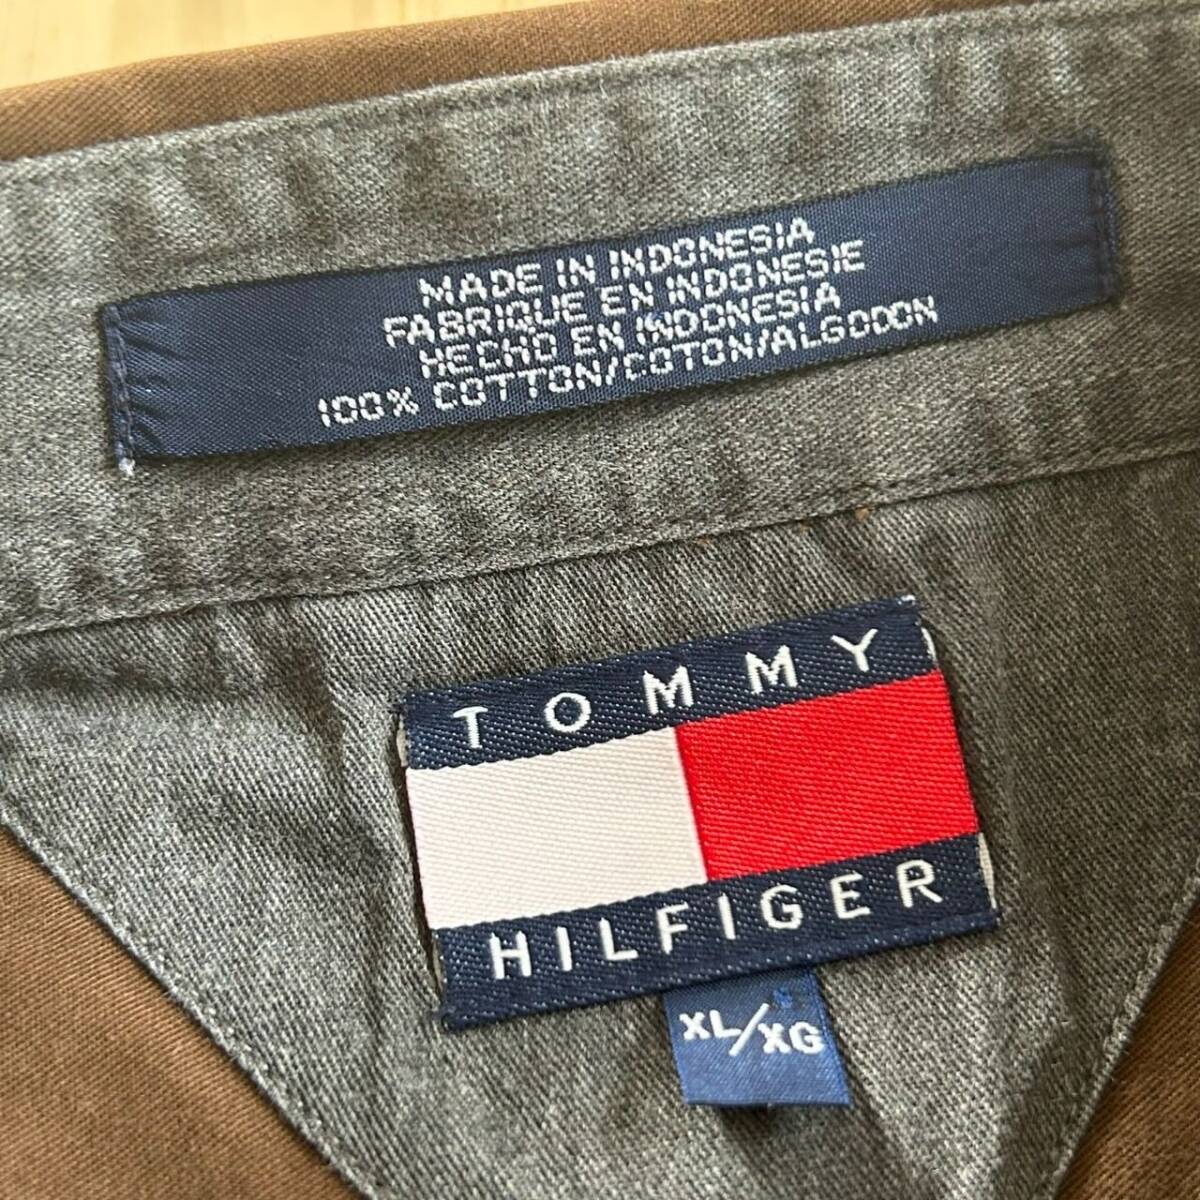 MADE IN INDONESIA
FABRIQUE EN INDONESIE
HECHO EN INDONESIA
100% COTTON/COTON/ALGODON
TOMMY
HILFIGER
XL/XG